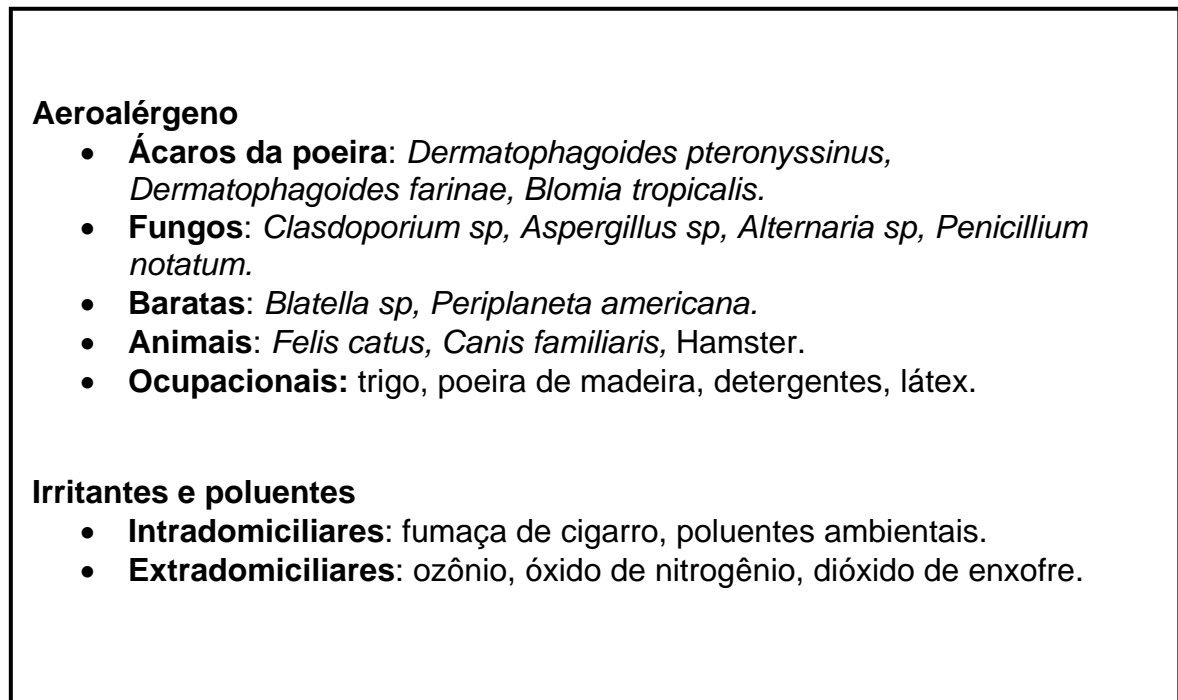 Aeroalérgeno
• Ácaros da poeira: Dermatophagoides pteronyssinus,
Dermatophagoides farinae, Blomia tropicalis.
• Fungos: Clasdoporium sp, Aspergillus sp, Alternaria sp, Penicillium
notatum.
• Baratas: Blatella sp, Periplaneta americana.
• Animais: Felis catus, Canis familiaris, Hamster.
• Ocupacionais: trigo, poeira de madeira, detergentes, látex.
Irritantes e poluentes
• Intradomiciliares: fumaça de cigarro, poluentes ambientais.
• Extradomiciliares: ozônio, óxido de nitrogênio, dióxido de enxofre.